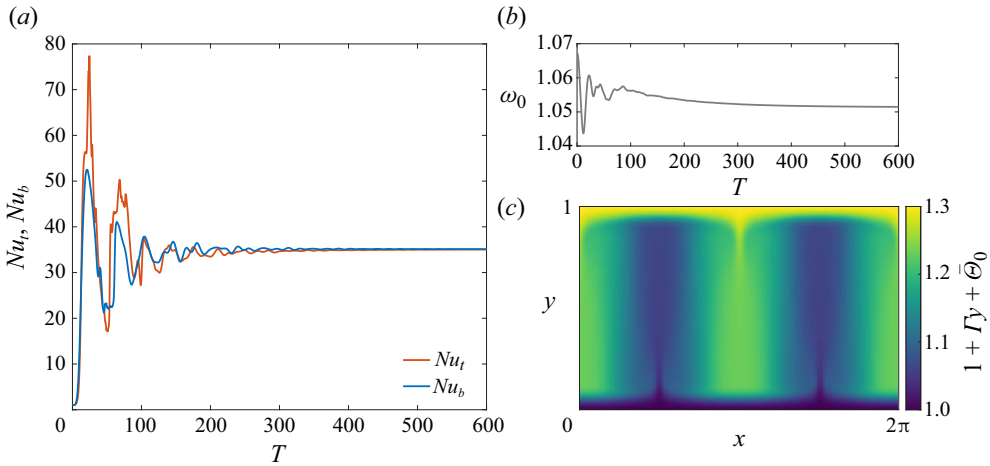 (a)
80
70
60
50
40
30
20
10
0
100
200
300
400
500
600
T
Nu_t, Nu_b
Nu_t
Nu_b
(b)
1.07
1.06
1.05
1.04
ω_0
0
100
200
300
400
500
600
T
(c)
1
y
0
x
2π
1.3
1.2
1.1
1.0
1 + Γy + Θ̄_0